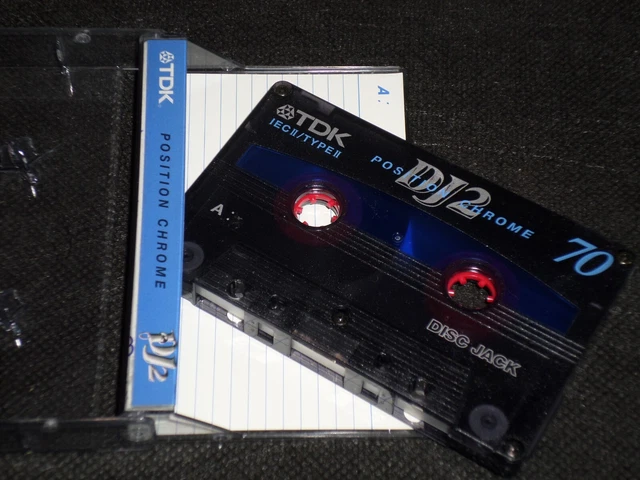 TDK
POSITION CHROME
DJ2
A:
TDK
IECII/TYPEII
DJ2
POSITION CHROME
70
A
DISC JACK